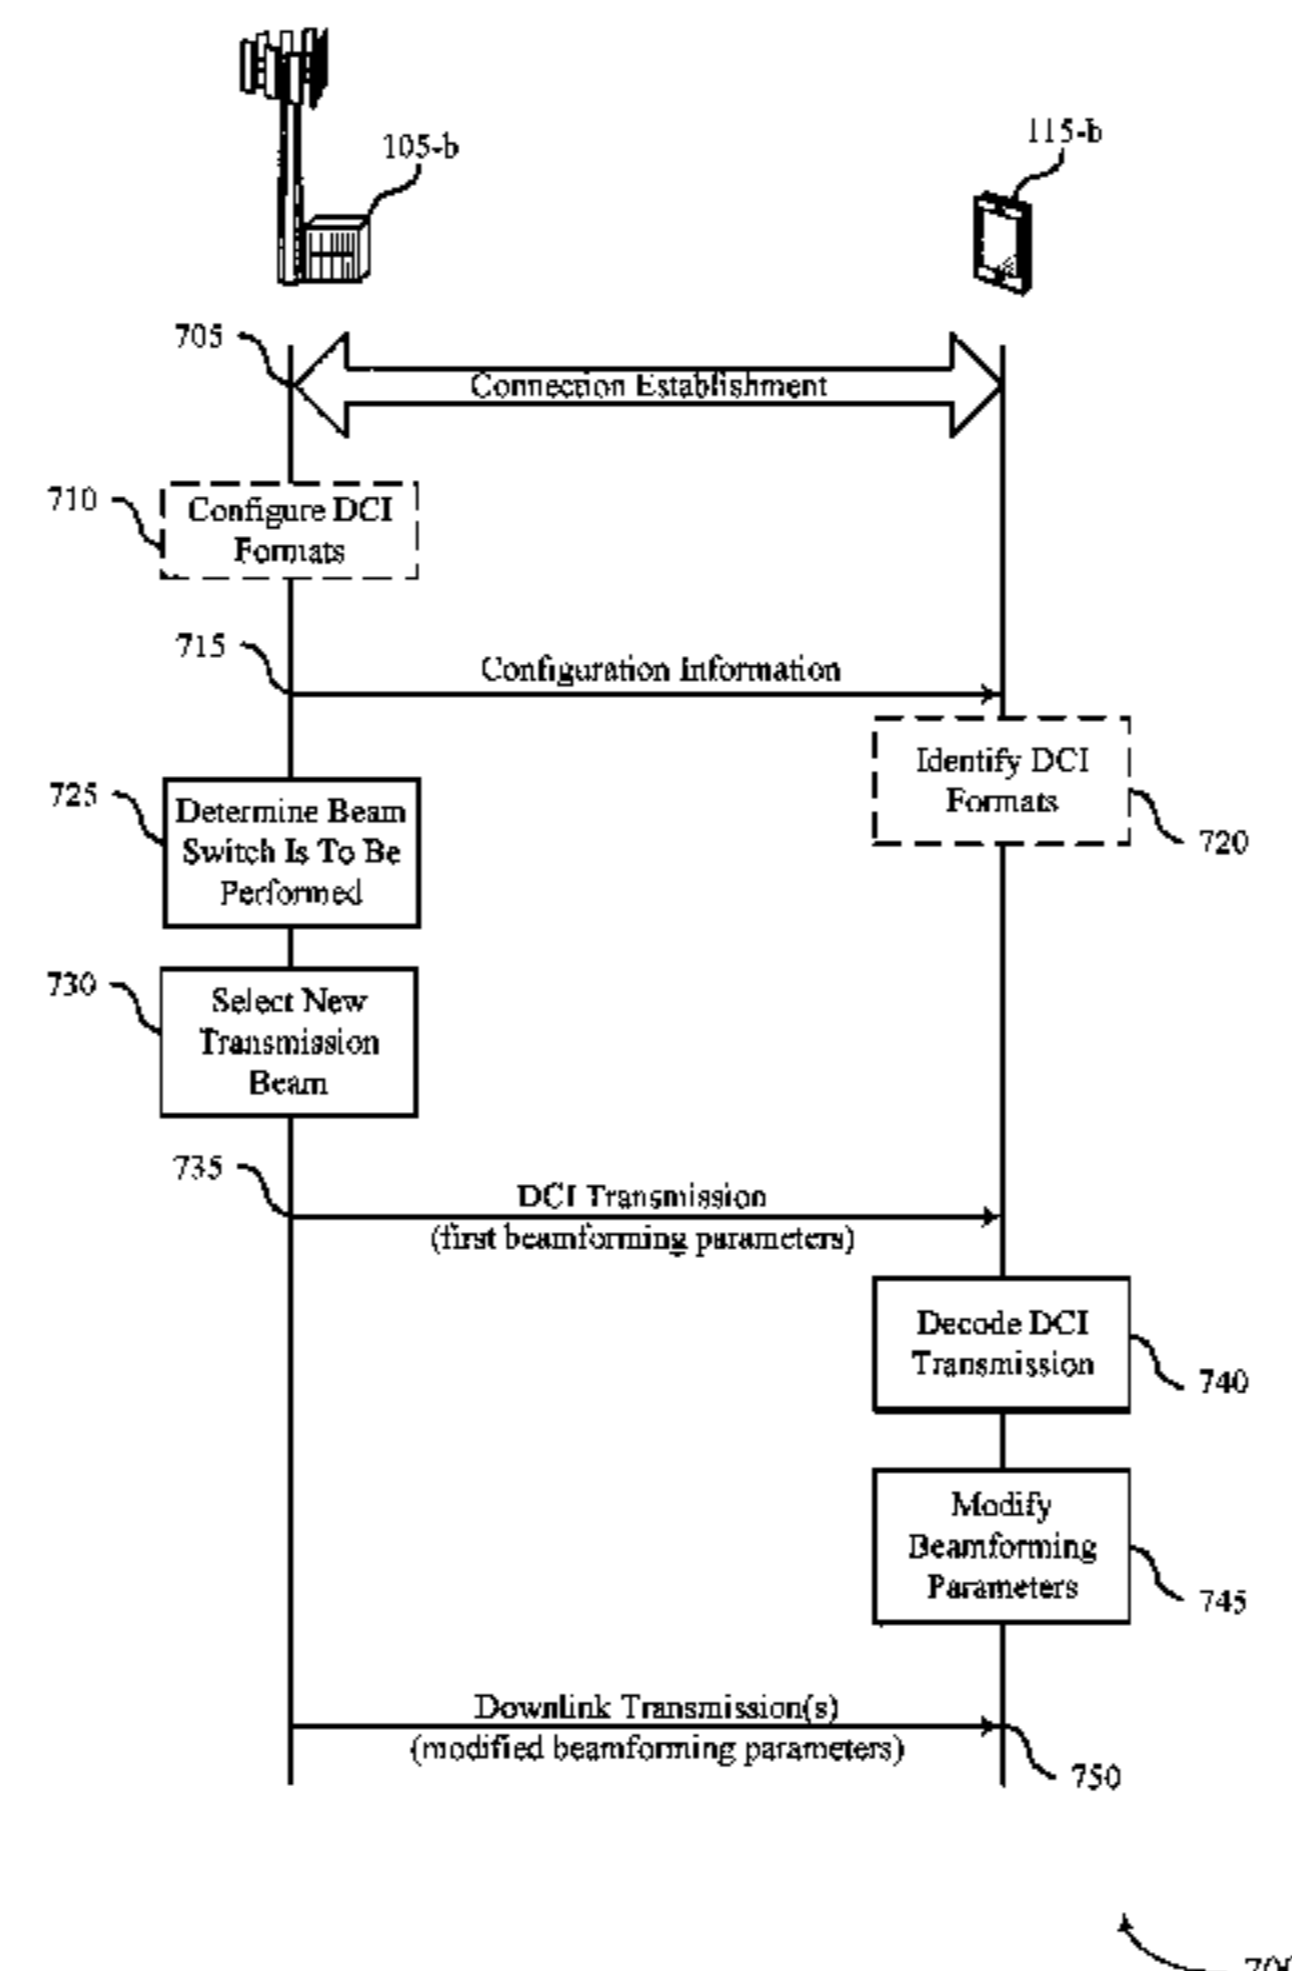 105-b
115-b
705
Connection Establishment
710
Configure DCI
Formats
715
Configuration Information
Identify DCI
Formats
720
725
Determine Beam
Switch Is To Be
Performed
730
Select New
Transmission
Beam
735
DCI Transmission
(first beamforming parameters)
Decode DCI
Transmission
740
Modify
Beamforming
Parameters
745
Downlink Transmission(s)
(modified beamforming parameters)
750
700